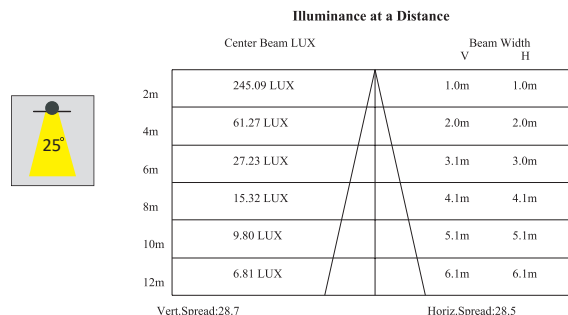 Illuminance at a Distance
Center Beam LUX Beam Width
V H
2m 245.09 LUX 1.0m 1.0m
4m 61.27 LUX 2.0m 2.0m
25° 6m 27.23 LUX 3.1m 3.0m
8m 15.32 LUX 4.1m 4.1m
10m 9.80 LUX 5.1m 5.1m
12m 6.81 LUX 6.1m 6.1m
Vert.Spread:28.7 Horiz.Spread:28.5